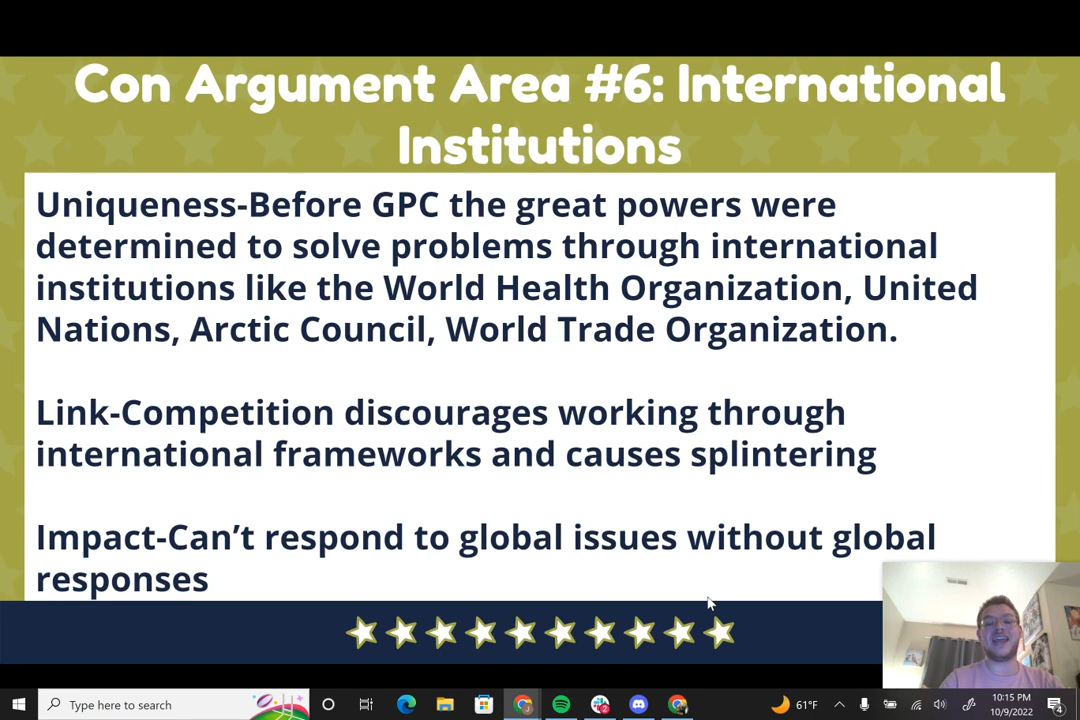 Con Argument Area #6: International
Institutions
Uniqueness-Before GPC the great powers were
determined to solve problems through international
institutions like the World Health Organization, United
Nations, Arctic Council, World Trade Organization.
Link-Competition discourages working through
international frameworks and causes splintering
Impact-Can’t respond to global issues without global
responses
Type here to search
61°F
10:15 PM
10/9/2022
4